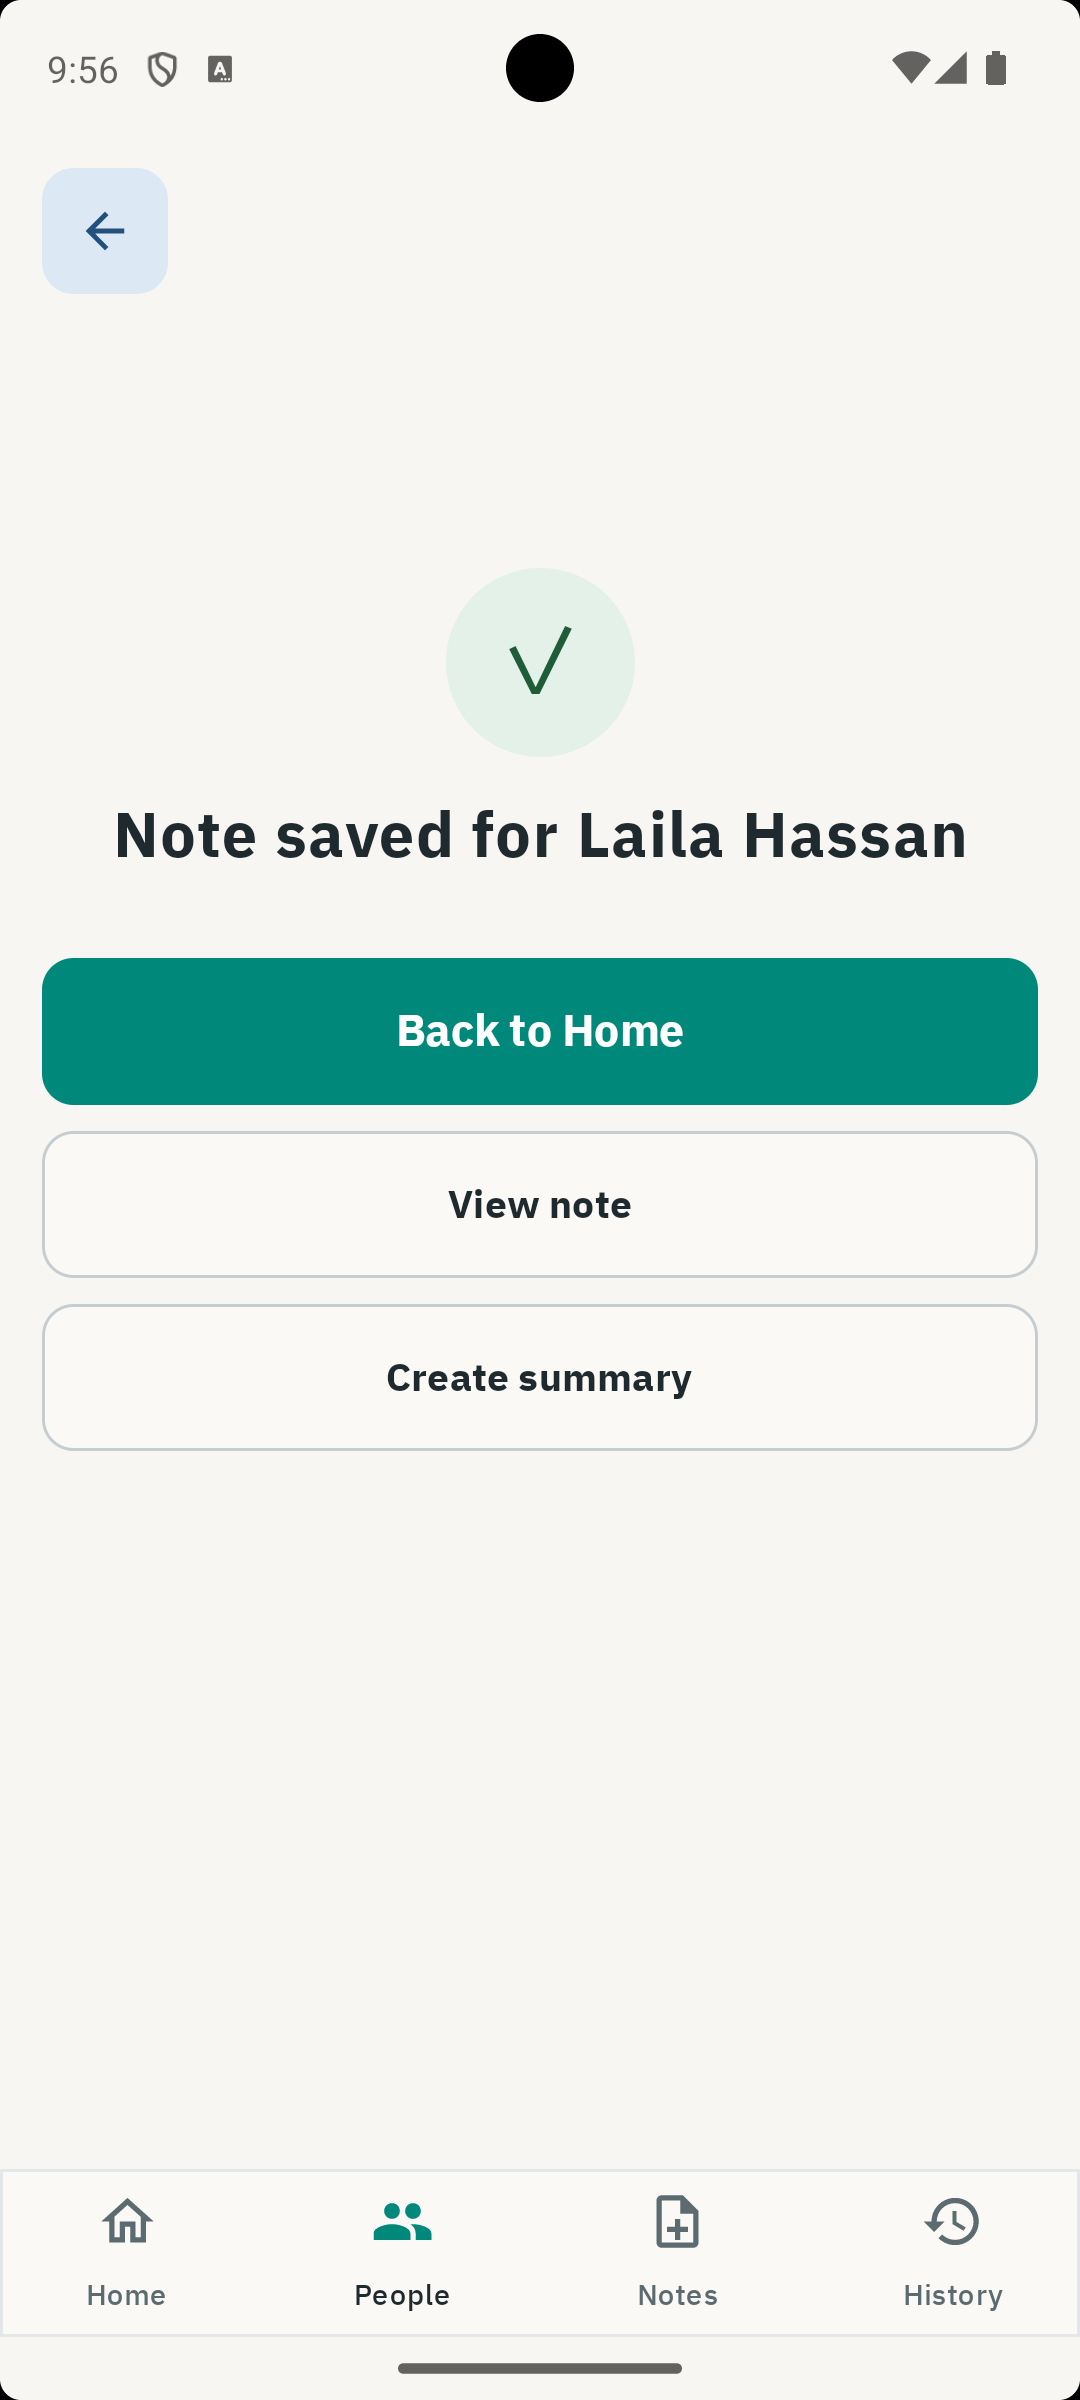 9:56
Note saved for Laila Hassan
Back to Home
View note
Create summary
Home
People
Notes
History